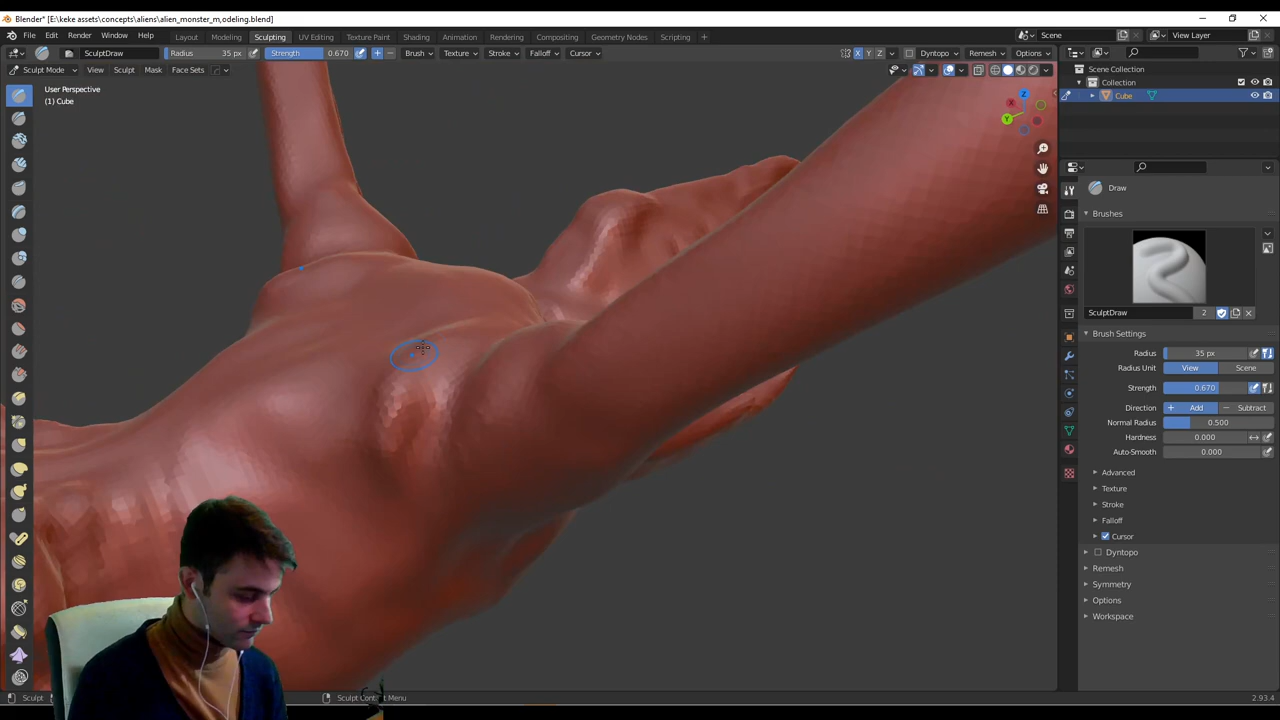 Blender* [E:\keke assets\concepts\aliens\alien_monster_m,odeling.blend]
File Edit Render Window Help Layout Modeling Sculpting UV Editing Texture Paint Shading Animation Rendering Compositing Geometry Nodes Scripting Scene View Layer
SculptDraw Radius 35 px Strength 0.670 Brush Texture Stroke Falloff Cursor X Y Z Dyntopo Remesh Options
Sculpt Mode View Sculpt Mask Face Sets
Scene Collection
Collection
Cube
User Perspective
(1) Cube
Z
Y
Draw
Brushes
SculptDraw 2
Brush Settings
Radius 35 px
Radius Unit View Scene
Strength 0.670
Direction + Add − Subtract
Normal Radius 0.500
Hardness 0.000
Auto-Smooth 0.000
Advanced
Texture
Stroke
Falloff
Cursor
Dyntopo
Remesh
Symmetry
Options
Workspace
Sculpt Sculpt Context Menu 2.93.4